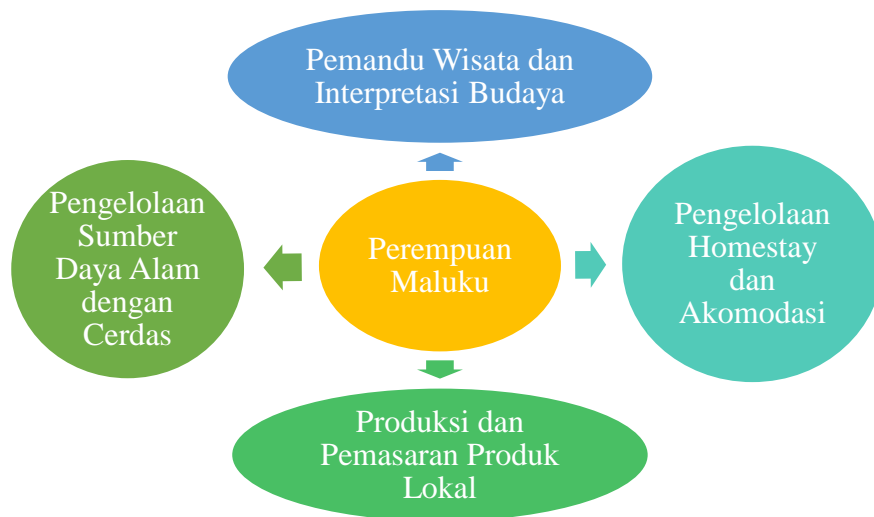 Pemandu Wisata dan
Interpretasi Budaya
Pengelolaan
Sumber
Daya Alam
dengan
Cerdas
Perempuan
Maluku
Pengelolaan
Homestay
dan
Akomodasi
Produksi dan
Pemasaran Produk
Lokal